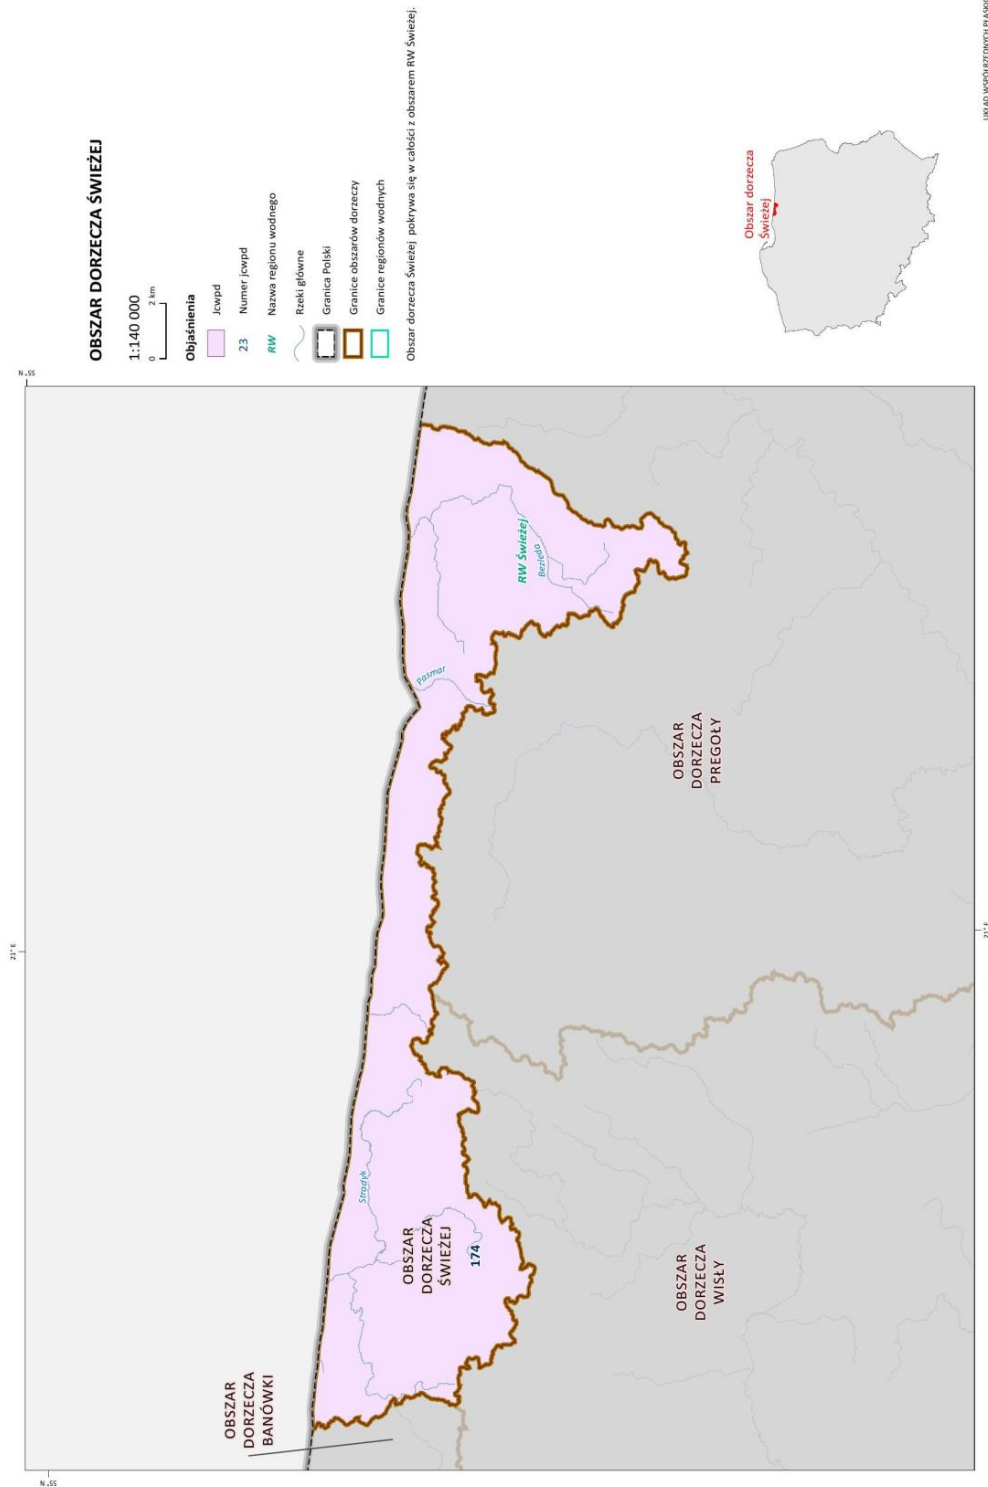 OBSZAR DORZECZA ŚWIEŻEJ
1:140 000
0 2 km
Objaśnienia
Jcwpd
23 Numer jcwpd
RW Nazwa regionu wodnego
Rzeki główne
Granica Polski
Granice obszarów dorzeczy
Granice regionów wodnych
Obszar dorzecza Świeżej pokrywa się w całości z obszarem RW Świeżej.
Obszar dorzecza
Świeżej
21° E
N .55
N .55
OBSZAR
DORZECZA
BANÓWKI
Stradyk
OBSZAR
DORZECZA
ŚWIEŻEJ
174
Pasmar
RW Świeżej
Bezleda
OBSZAR
DORZECZA
WISŁY
OBSZAR
DORZECZA
PREGOŁY
21° E
UKŁAD WSPÓŁRZĘDNYCH PŁASKICH